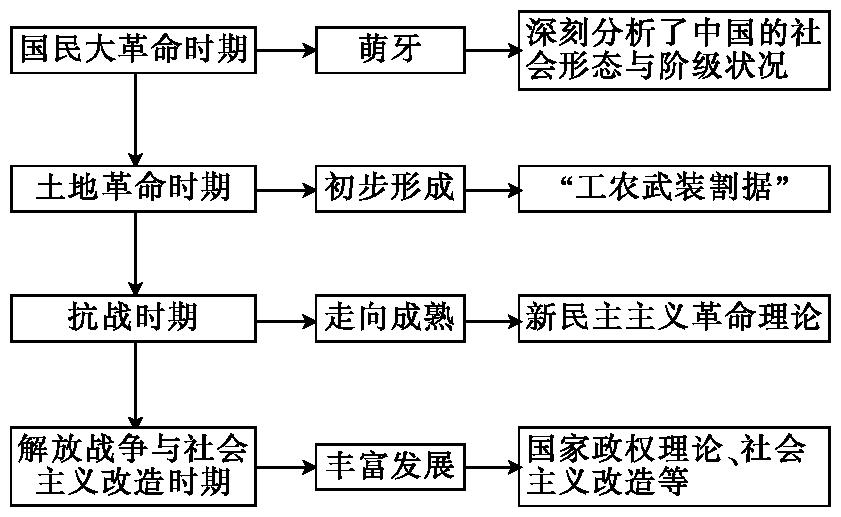 国民大革命时期
萌牙
深刻分析了中国的社
会形态与阶级状况
土地革命时期
初步形成
“工农武装割据”
抗战时期
走向成熟
新民主主义革命理论
解放战争与社会
主义改造时期
丰富发展
国家政权理论、社会
主义改造等